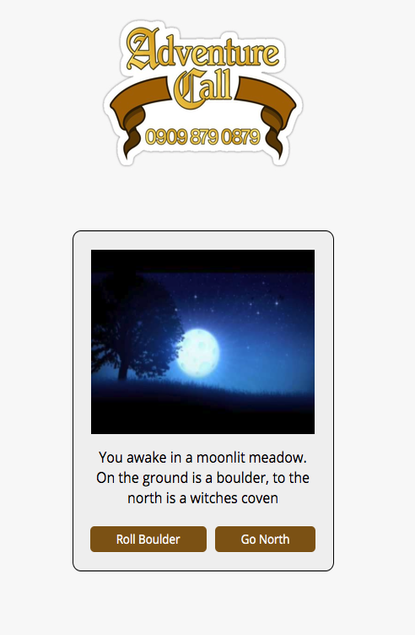 Adventure
Call
0909 879 0879
You awake in a moonlit meadow.
On the ground is a boulder, to the
north is a witches coven
Roll Boulder
Go North